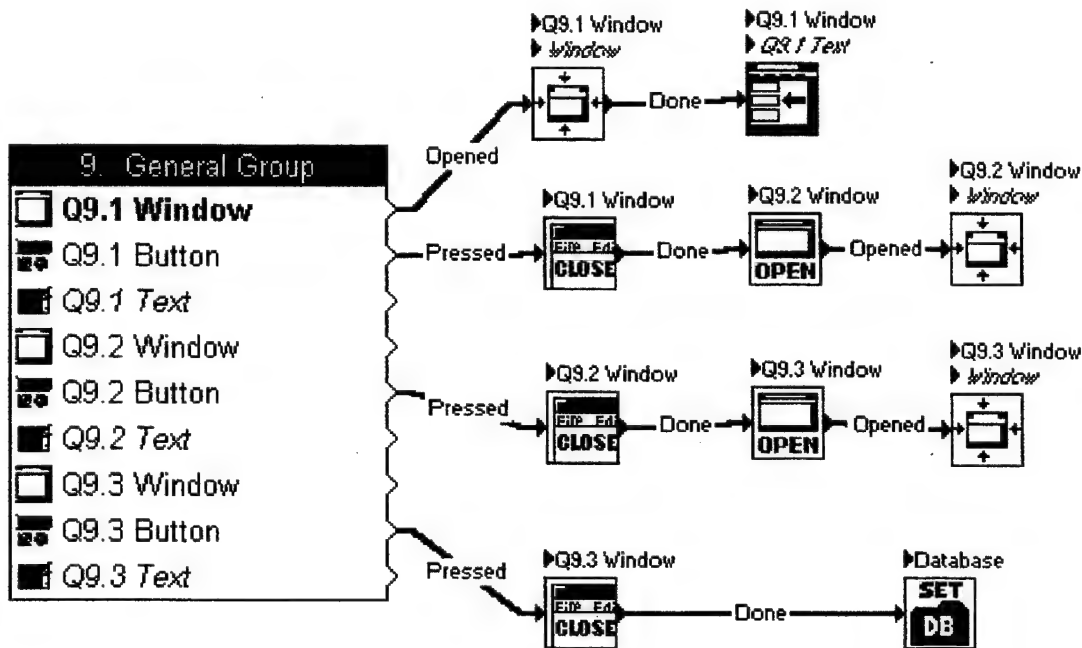 Q9.1 Window
Window
Q9.1 Window
Q9.1 Text
Done
Opened
9. General Group
Q9.1 Window
Q9.1 Button
Q9.1 Text
Q9.2 Window
Q9.2 Button
Q9.2 Text
Q9.3 Window
Q9.3 Button
Q9.3 Text
Pressed
Q9.1 Window
CLOSE
Done
Q9.2 Window
OPEN
Opened
Q9.2 Window
Window
Pressed
Q9.2 Window
CLOSE
Done
Q9.3 Window
OPEN
Opened
Q9.3 Window
Window
Pressed
Q9.3 Window
CLOSE
Done
Database
SET
DB